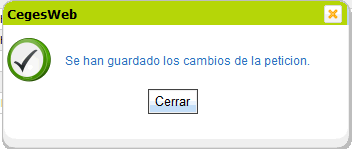 CegesWeb
Se han guardado los cambios de la peticion.
Cerrar